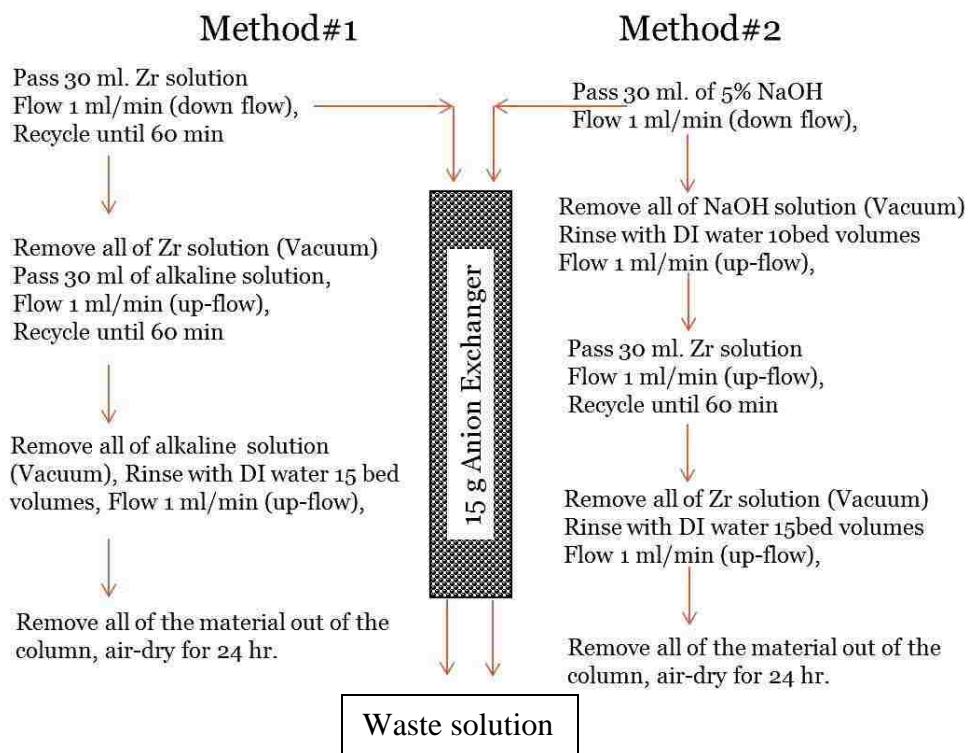 Method#1
Pass 30 ml. Zr solution
Flow 1 ml/min (down flow),
Recycle until 60 min
Remove all of Zr solution (Vacuum)
Pass 30 ml of alkaline solution,
Flow 1 ml/min (up-flow),
Recycle until 60 min
Remove all of alkaline solution
(Vacuum), Rinse with DI water 15 bed
volumes, Flow 1 ml/min (up-flow),
Remove all of the material out of the
column, air-dry for 24 hr.
15 g Anion Exchanger
Method#2
Pass 30 ml. of 5% NaOH
Flow 1 ml/min (down flow),
Remove all of NaOH solution (Vacuum)
Rinse with DI water 10bed volumes
Flow 1 ml/min (up-flow),
Pass 30 ml. Zr solution
Flow 1 ml/min (up-flow),
Recycle until 60 min
Remove all of Zr solution (Vacuum)
Rinse with DI water 15bed volumes
Flow 1 ml/min (up-flow),
Remove all of the material out of the
column, air-dry for 24 hr.
Waste solution